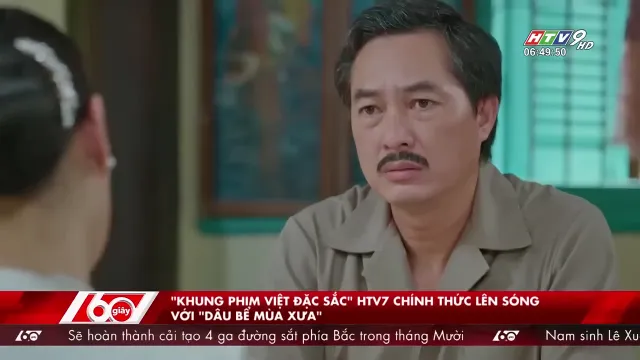 HTV9 HD
06:49:50
60 giây
"KHUNG PHIM VIỆT ĐẶC SẮC" HTV7 CHÍNH THỨC LÊN SÓNG
VỚI "DÂU BỂ MÙA XƯA"
60 Sẽ hoàn thành cải tạo 4 ga đường sắt phía Bắc trong tháng Mười 60 Nam sinh Lê Xu